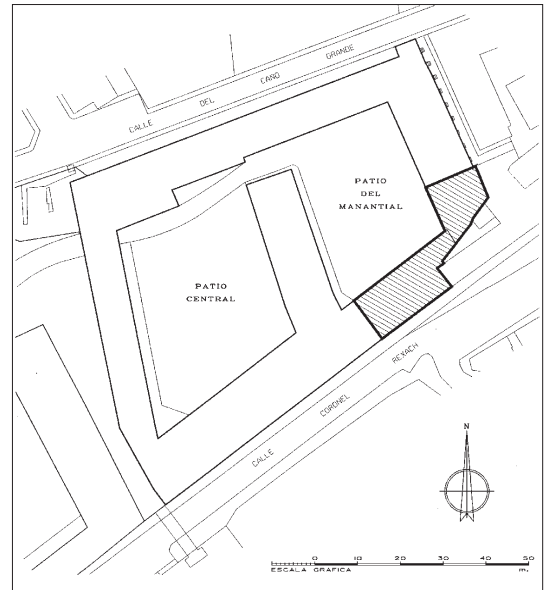 CALLE DEL CANO GRANDE
PATIO
DEL
MANANTIAL
PATIO
CENTRAL
CALLE CORONEL REXACH
N
0 10 20 30 40 50
ESCALA GRAFICA m.